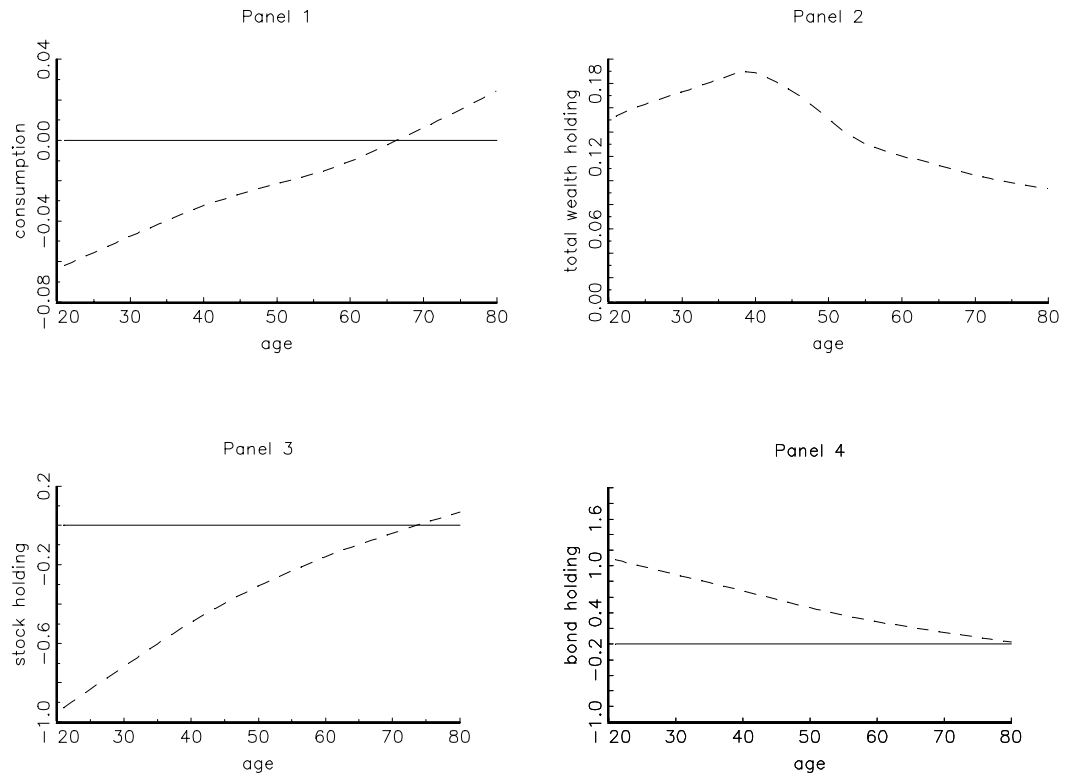 Panel 1
consumption
0.04
0.00
−0.04
−0.08
20 30 40 50 60 70 80
age
Panel 2
total wealth holding
0.18
0.12
0.06
0.00
20 30 40 50 60 70 80
age
Panel 3
stock holding
0.2
−0.2
−0.6
−1.0
20 30 40 50 60 70 80
age
Panel 4
bond holding
1.6
1.0
0.4
−0.2
−1.0
20 30 40 50 60 70 80
age